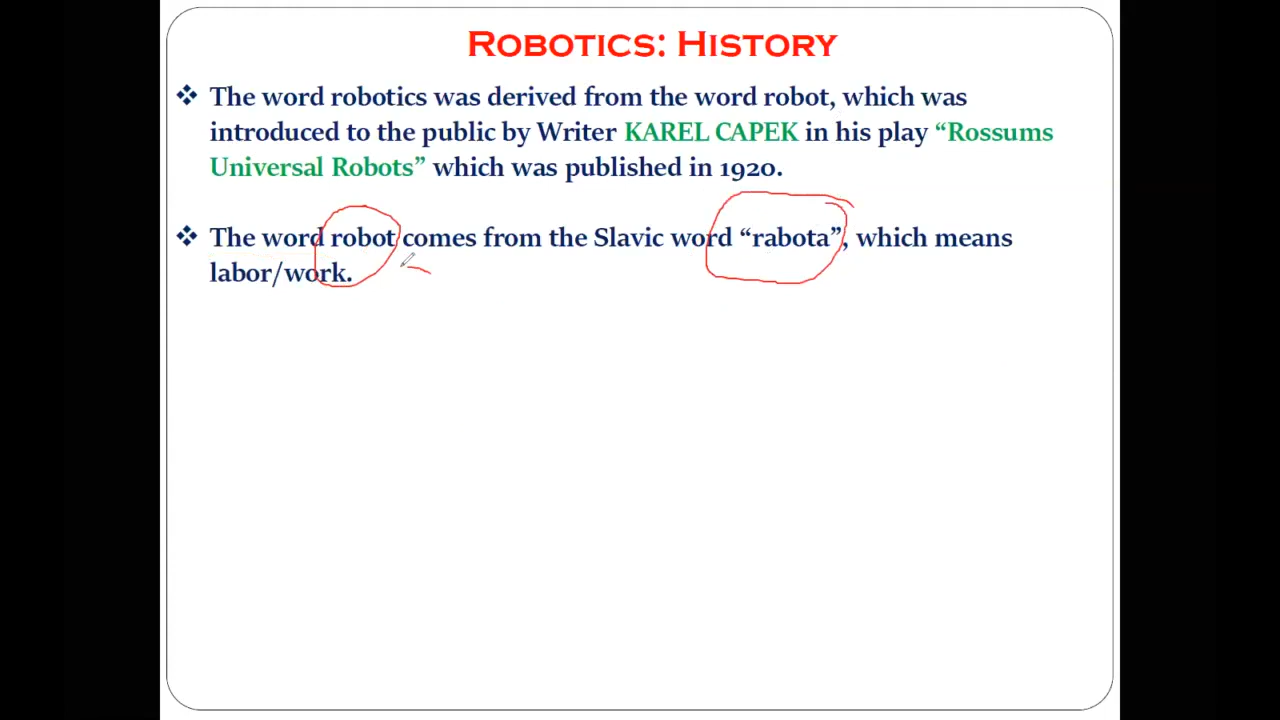 Robotics: History
The word robotics was derived from the word robot, which was
introduced to the public by Writer KAREL CAPEK in his play “Rossums
Universal Robots” which was published in 1920.
The word robot comes from the Slavic word “rabota”, which means
labor/work.